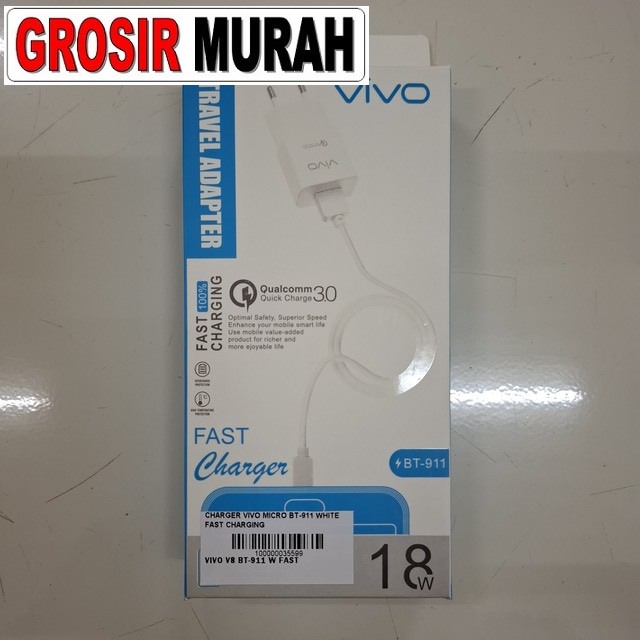 GROSIR MURAH
vivo
TRAVEL ADAPTER
vivo
100%
FAST
CHARGING
Qualcomm
Quick Charge 3.0
Optimal Safety, Superior Speed
Enhance your mobile smart life
Use mobile value-added
product for richer and
more ejoyable life
FAST
Charger
BT-911
CHARGER VIVO MICRO BT-911 WHITE
FAST CHARGING
100000035599
VIVO V8 BT-911 W FAST
18W